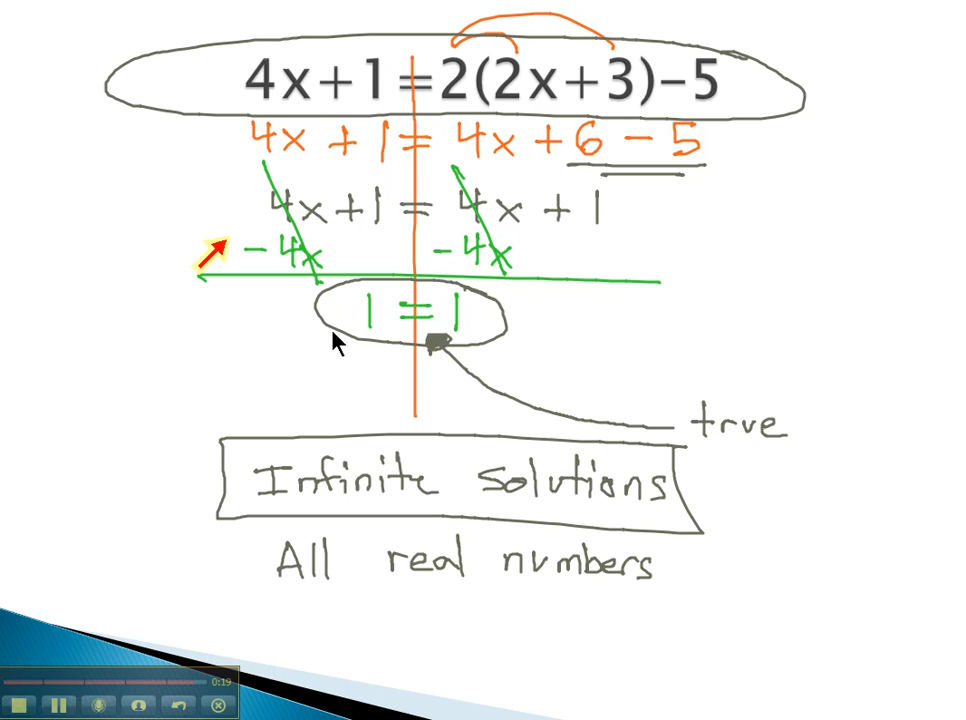 4x+1=2(2x+3)–5
4x + 1 = 4x + 6 – 5
4x + 1 = 4x + 1
– 4x – 4x
1 = 1
true
Infinite Solutions
All real numbers
0:19